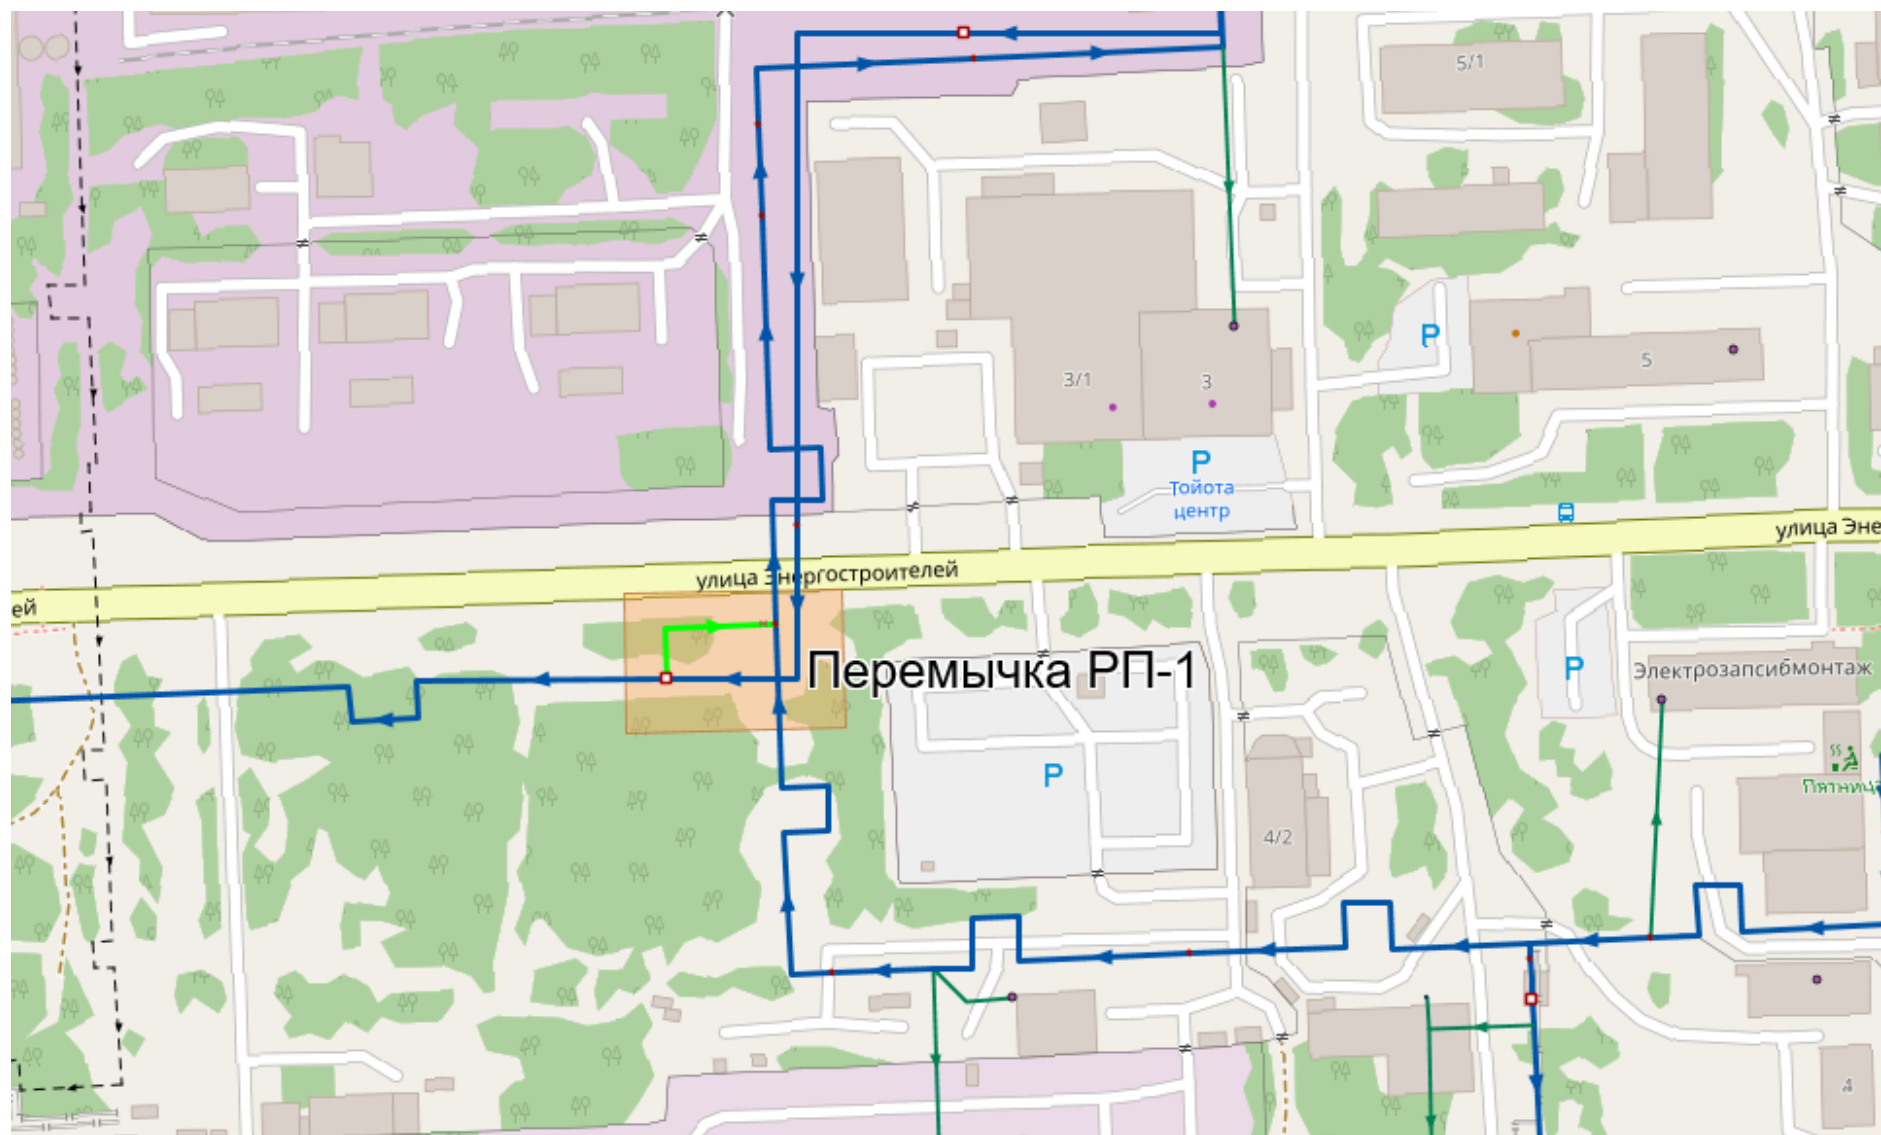 5/1
5
3/1
3
P
P
Тойота
центр
улица Эне
улица Энергостроителей
ей
Перемычка РП-1
P
Электрозапсибмонтаж
P
Пятниц
4/2
4